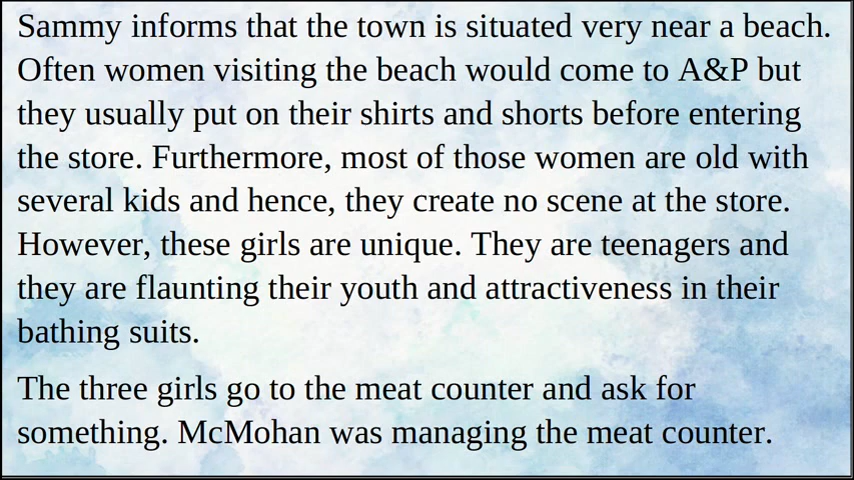 Sammy informs that the town is situated very near a beach.
Often women visiting the beach would come to A&P but
they usually put on their shirts and shorts before entering
the store. Furthermore, most of those women are old with
several kids and hence, they create no scene at the store.
However, these girls are unique. They are teenagers and
they are flaunting their youth and attractiveness in their
bathing suits.
The three girls go to the meat counter and ask for
something. McMohan was managing the meat counter.